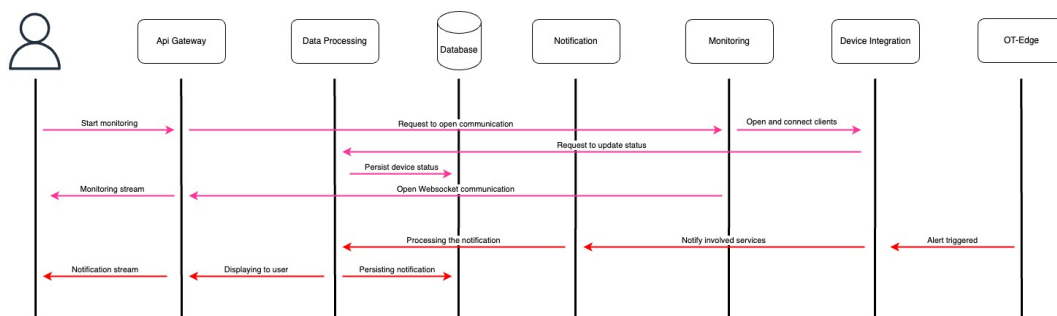 Api Gateway
Data Processing
Database
Notification
Monitoring
Device Integration
OT-Edge
Start monitoring
Request to open communication
Open and connect clients
Request to update status
Persist device status
Monitoring stream
Open Websocket communication
Processing the notification
Notify involved services
Alert triggered
Notification stream
Displaying to user
Persisting notification